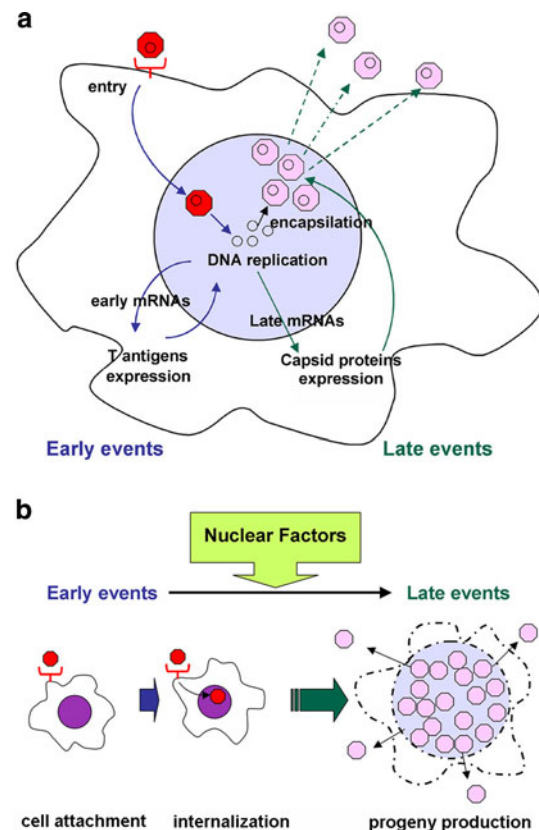 a
entry
encapsilation
DNA replication
early mRNAs
Late mRNAs
T antigens
expression
Capsid proteins
expression
Early events
Late events
b
Nuclear Factors
Early events
Late events
cell attachment
internalization
progeny production